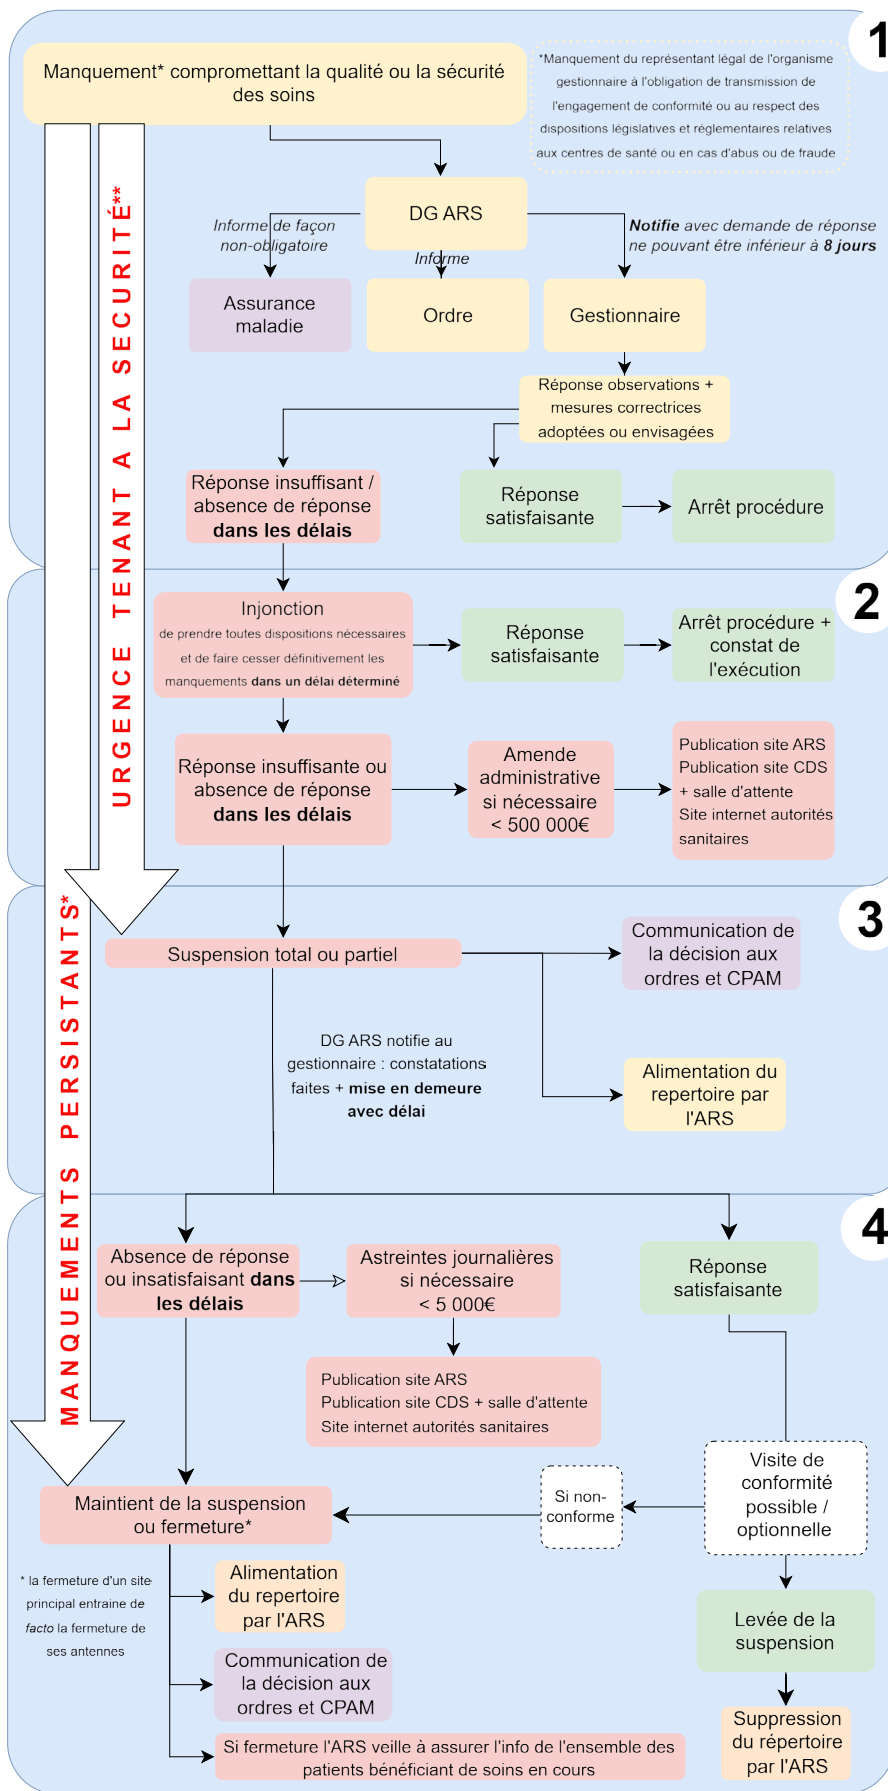 1
Manquement* compromettant la qualité ou la sécurité
des soins
*Manquement du représentant légal de l'organisme
gestionnaire à l'obligation de transmission de
l'engagement de conformité ou au respect des
dispositions législatives et réglementaires relatives
aux centres de santé ou en cas d'abus ou de fraude
URGENCE TENANT A LA SECURITÉ**
MANQUEMENTS PERSISTANTS*
DG ARS
Informe de façon
non-obligatoire
Informe
Notifie avec demande de réponse
ne pouvant être inférieur à 8 jours
Assurance
maladie
Ordre
Gestionnaire
Réponse observations +
mesures correctrices
adoptées ou envisagées
Réponse insuffisant /
absence de réponse
dans les délais
Réponse
satisfaisante
Arrêt procédure
2
Injonction
de prendre toutes dispositions nécessaires
et de faire cesser définitivement les
manquements dans un délai déterminé
Réponse
satisfaisante
Arrêt procédure +
constat de
l'exécution
Réponse insuffisante ou
absence de réponse
dans les délais
Amende
administrative
si nécessaire
< 500 000€
Publication site ARS
Publication site CDS
+ salle d'attente
Site internet autorités
sanitaires
3
Suspension total ou partiel
Communication de
la décision aux
ordres et CPAM
DG ARS notifie au
gestionnaire : constatations
faites + mise en demeure
avec délai
Alimentation du
repertoire par
l'ARS
4
Absence de réponse
ou insatisfaisant dans
les délais
Astreintes journalières
si nécessaire
< 5 000€
Réponse
satisfaisante
Publication site ARS
Publication site CDS + salle d'attente
Site internet autorités sanitaires
Visite de
conformité
possible /
optionnelle
Si non-
conforme
Maintient de la suspension
ou fermeture*
* la fermeture d'un site
principal entraine de
facto la fermeture de
ses antennes
Alimentation
du repertoire
par l'ARS
Levée de la
suspension
Communication de
la décision aux
ordres et CPAM
Suppression
du répertoire
par l'ARS
Si fermeture l'ARS veille à assurer l'info de l'ensemble des
patients bénéficiant de soins en cours